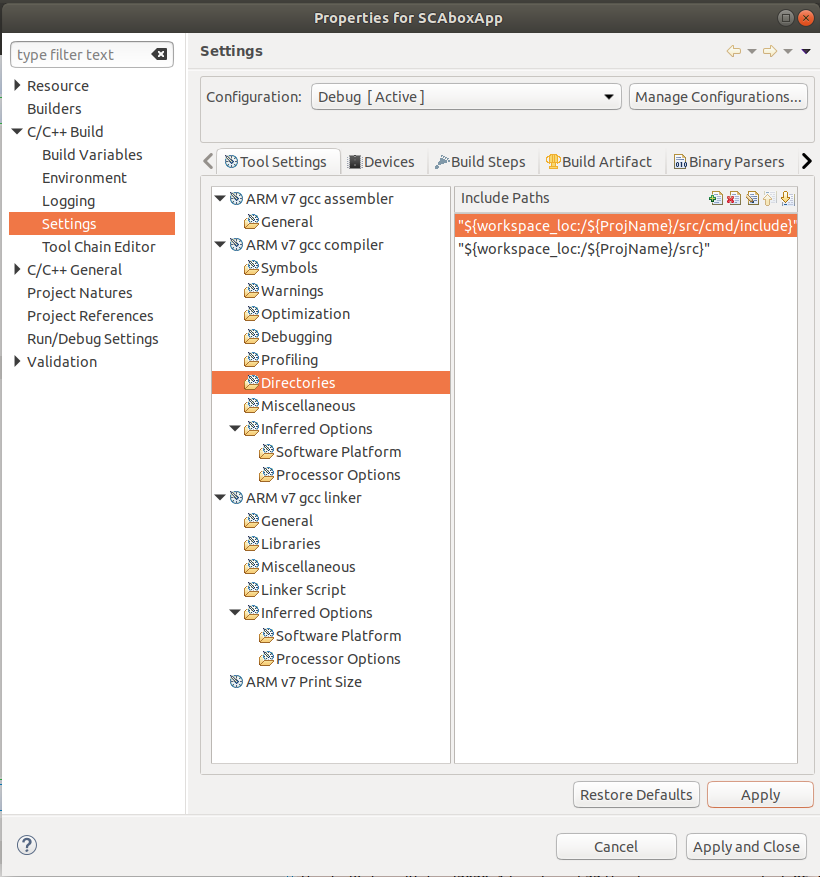 Properties for SCAboxApp
type filter text
Resource
Builders
C/C++ Build
Build Variables
Environment
Logging
Settings
Tool Chain Editor
C/C++ General
Project Natures
Project References
Run/Debug Settings
Validation
Settings
Configuration:
Debug [ Active ]
Manage Configurations...
Tool Settings
Devices
Build Steps
Build Artifact
Binary Parsers
ARM v7 gcc assembler
General
ARM v7 gcc compiler
Symbols
Warnings
Optimization
Debugging
Profiling
Directories
Miscellaneous
Inferred Options
Software Platform
Processor Options
ARM v7 gcc linker
General
Libraries
Miscellaneous
Linker Script
Inferred Options
Software Platform
Processor Options
ARM v7 Print Size
Include Paths
"${workspace_loc:/${ProjName}/src/cmd/include}"
"${workspace_loc:/${ProjName}/src}"
Restore Defaults
Apply
?
Cancel
Apply and Close